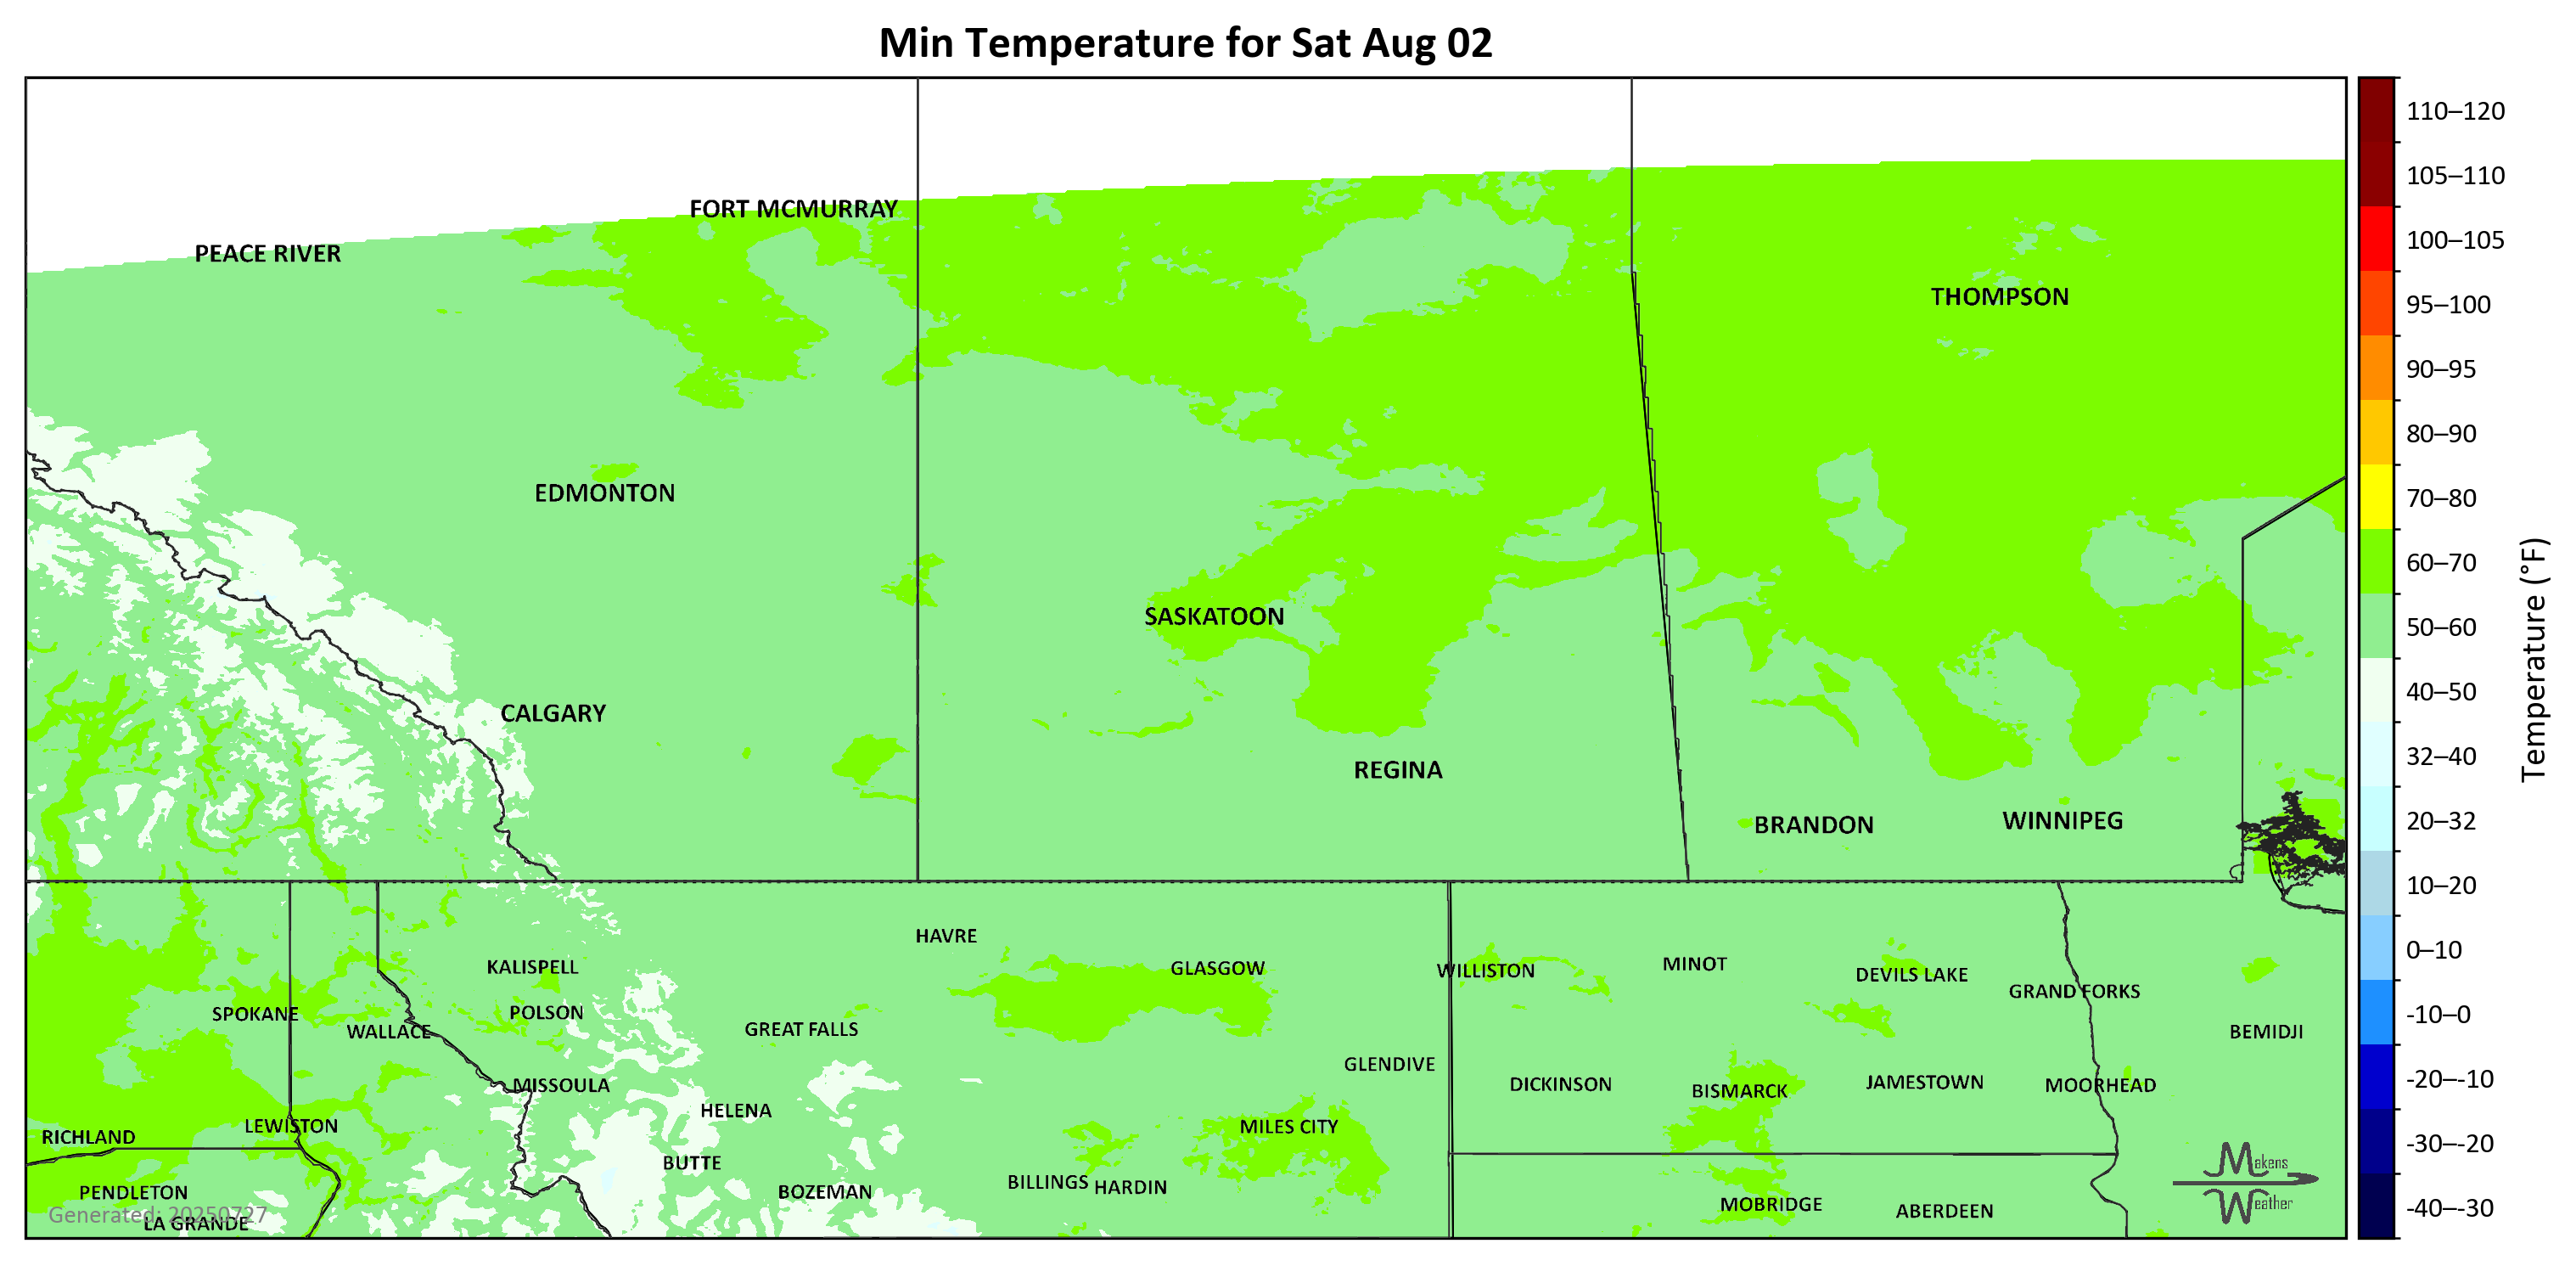 Min Temperature for Sat Aug 02
FORT MCMURRAY
PEACE RIVER
THOMPSON
EDMONTON
SASKATOON
CALGARY
REGINA
BRANDON
WINNIPEG
HAVRE
KALISPELL
GLASGOW
WILLISTON
MINOT
DEVILS LAKE
GRAND FORKS
SPOKANE
POLSON
WALLACE
GREAT FALLS
BEMIDJI
GLENDIVE
MISSOULA
DICKINSON
BISMARCK
JAMESTOWN
MOORHEAD
HELENA
LEWISTON
MILES CITY
RICHLAND
BUTTE
BILLINGS
HARDIN
BOZEMAN
PENDLETON
MOBRIDGE
ABERDEEN
Generated: 20250727
LA GRANDE
Makens
Weather
110–120
105–110
100–105
95–100
90–95
80–90
70–80
60–70
50–60
40–50
32–40
20–32
10–20
0–10
-10–0
-20–-10
-30–-20
-40–-30
Temperature (°F)